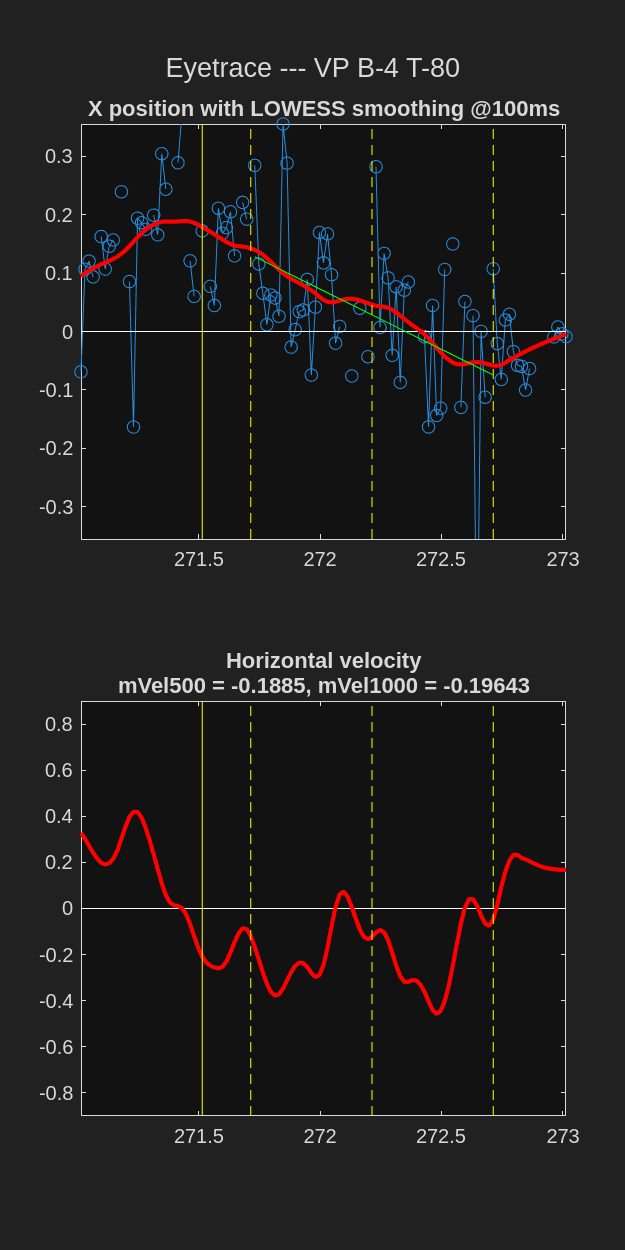 Eyetrace --- VP B-4 T-80
X position with LOWESS smoothing @100ms
0.3
0.2
0.1
0
-0.1
-0.2
-0.3
271.5 272 272.5 273
Horizontal velocity
mVel500 = -0.1885, mVel1000 = -0.19643
0.8
0.6
0.4
0.2
0
-0.2
-0.4
-0.6
-0.8
271.5 272 272.5 273